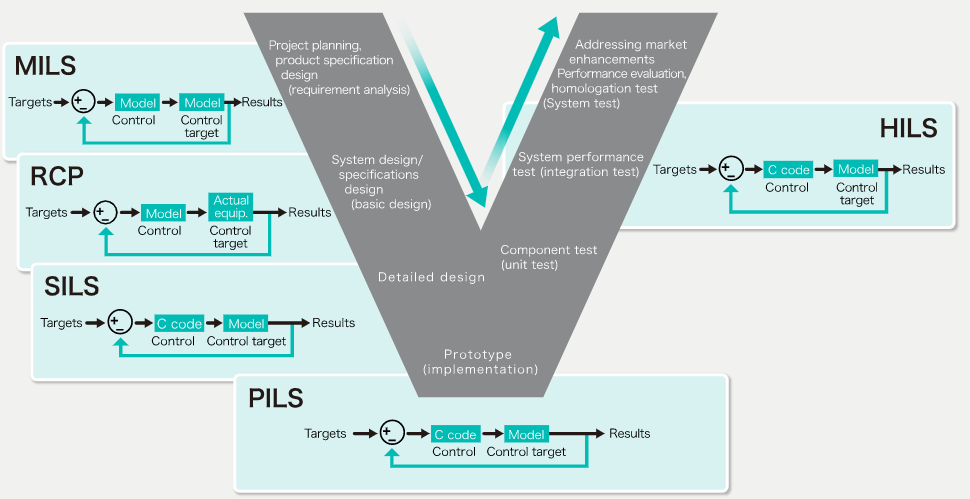 MILS
Targets
+
−
Model
Model
Results
Control
Control
target
RCP
Targets
+
−
Model
Actual
equip.
Results
Control
Control
target
SILS
Targets
+
−
C code
Model
Results
Control
Control target
PILS
Targets
+
−
C code
Model
Results
Control
Control target
Project planning,
product specification
design
(requirement analysis)
System design/
specifications
design
(basic design)
Detailed design
Prototype
(implementation)
Component test
(unit test)
System performance
test (integration test)
Addressing market
enhancements
Performance evaluation,
homologation test
(System test)
HILS
Targets
+
−
C code
Model
Results
Control
Control
target